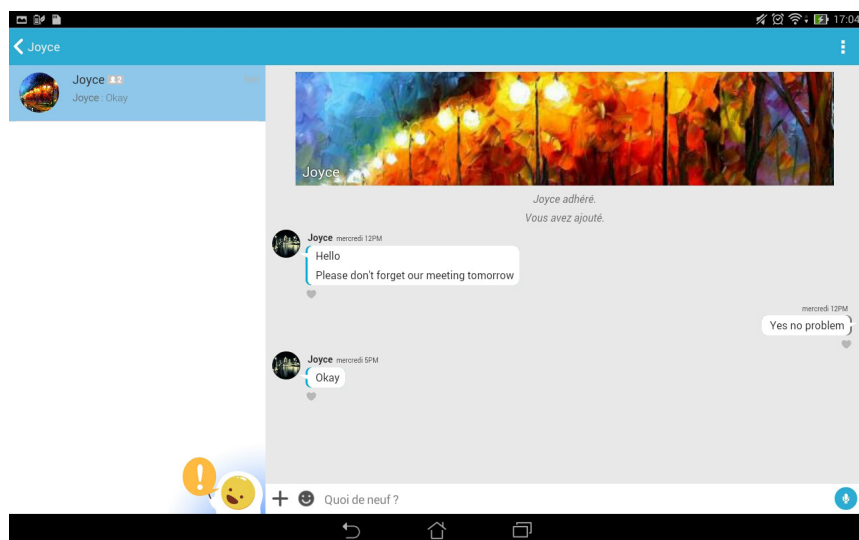 17:04
Joyce
Joyce 2
Joyce : Okay
Joyce
Joyce adhéré.
Vous avez ajouté.
Joyce mercredi 12PM
Hello
Please don't forget our meeting tomorrow
mercredi 12PM
Yes no problem
Joyce mercredi 5PM
Okay
Quoi de neuf ?